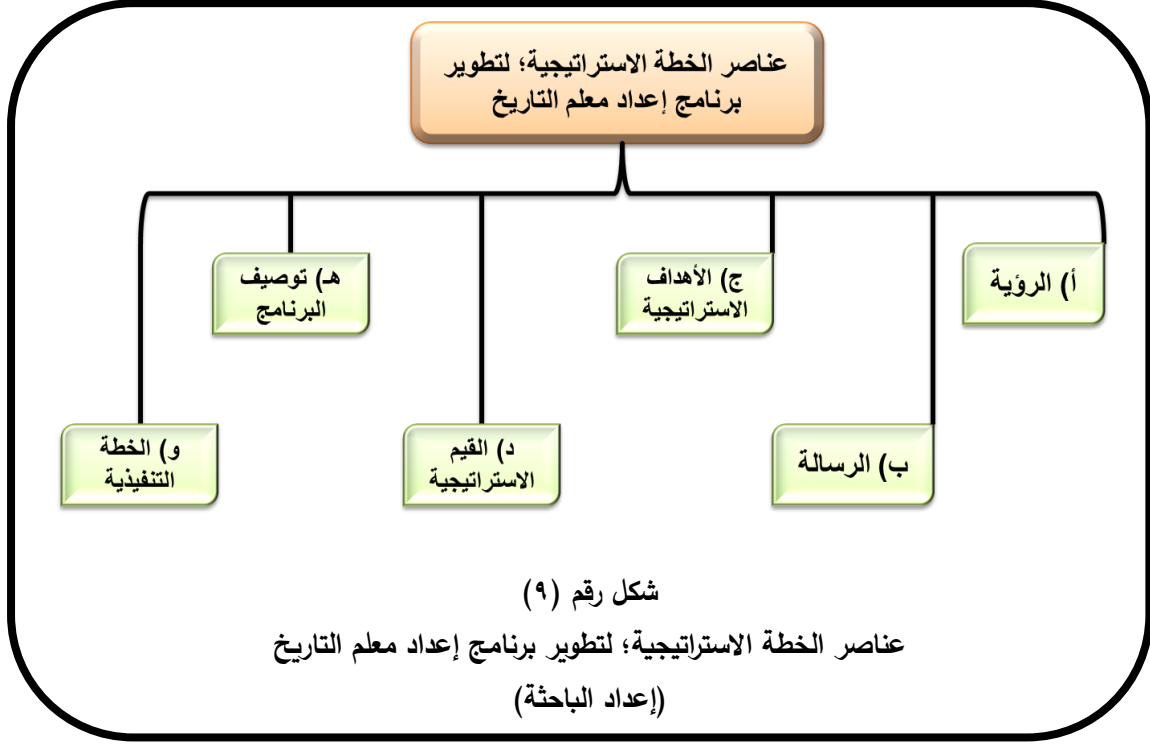 عناصر الخطة الاستراتيجية؛ لتطوير
برنامج إعداد معلم التاريخ
أ) الرؤية
ب) الرسالة
ج) الأهداف
الاستراتيجية
د) القيم
الاستراتيجية
هـ) توصيف
البرنامج
و) الخطة
التنفيذية
شكل رقم (٩)
عناصر الخطة الاستراتيجية؛ لتطوير برنامج إعداد معلم التاريخ
(إعداد الباحثة)